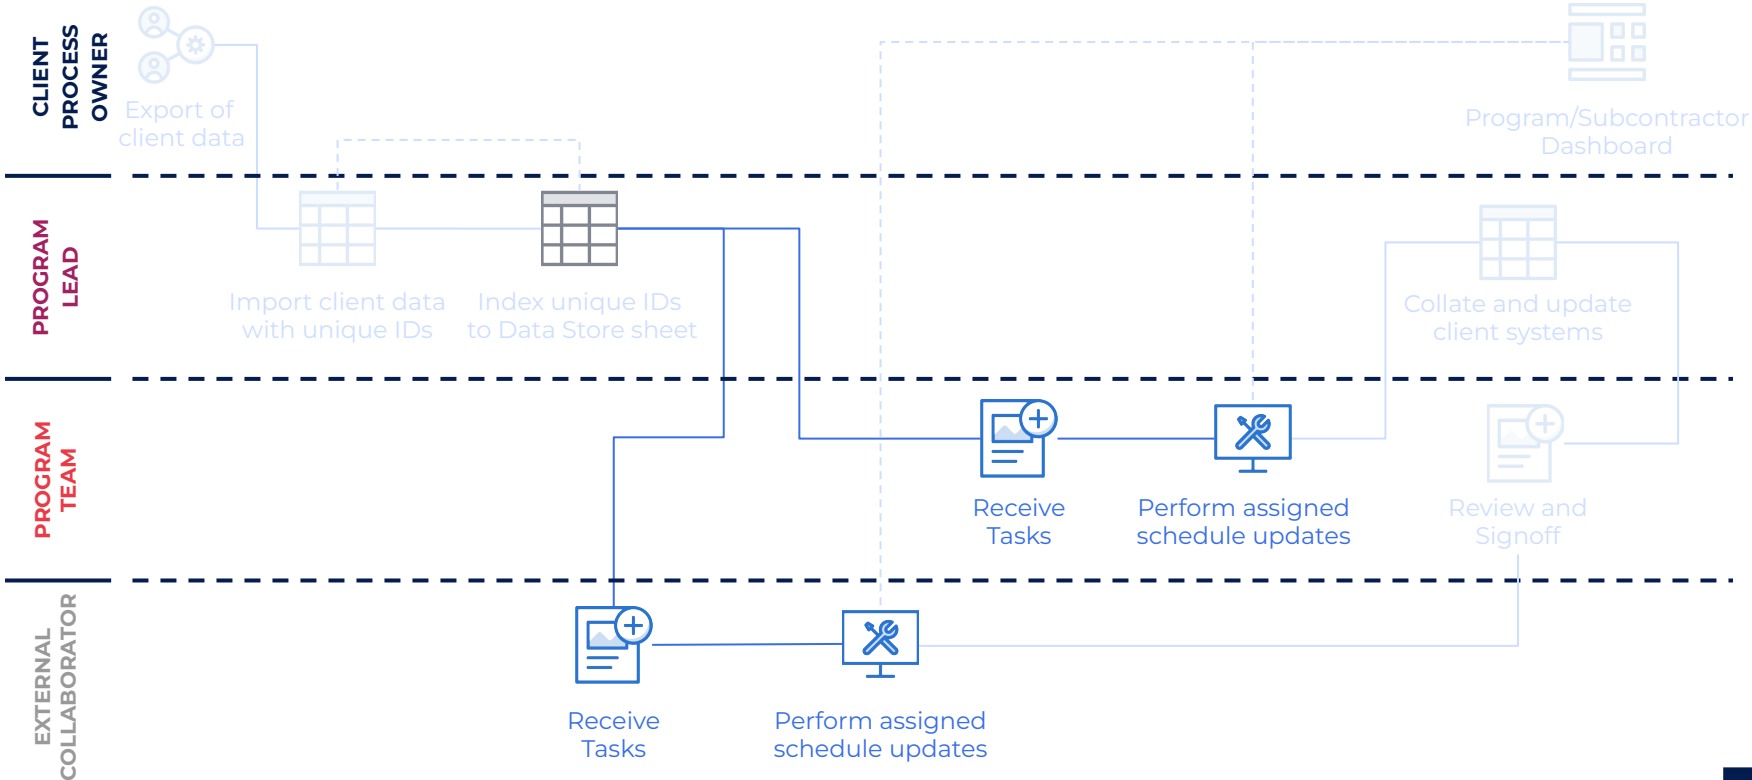 CLIENT
PROCESS
OWNER
Export of
client data
Program/Subcontractor
Dashboard
PROGRAM
LEAD
Import client data
with unique IDs
Index unique IDs
to Data Store sheet
Collate and update
client systems
PROGRAM
TEAM
Receive
Tasks
Perform assigned
schedule updates
Review and
Signoff
EXTERNAL
COLLABORATOR
Receive
Tasks
Perform assigned
schedule updates